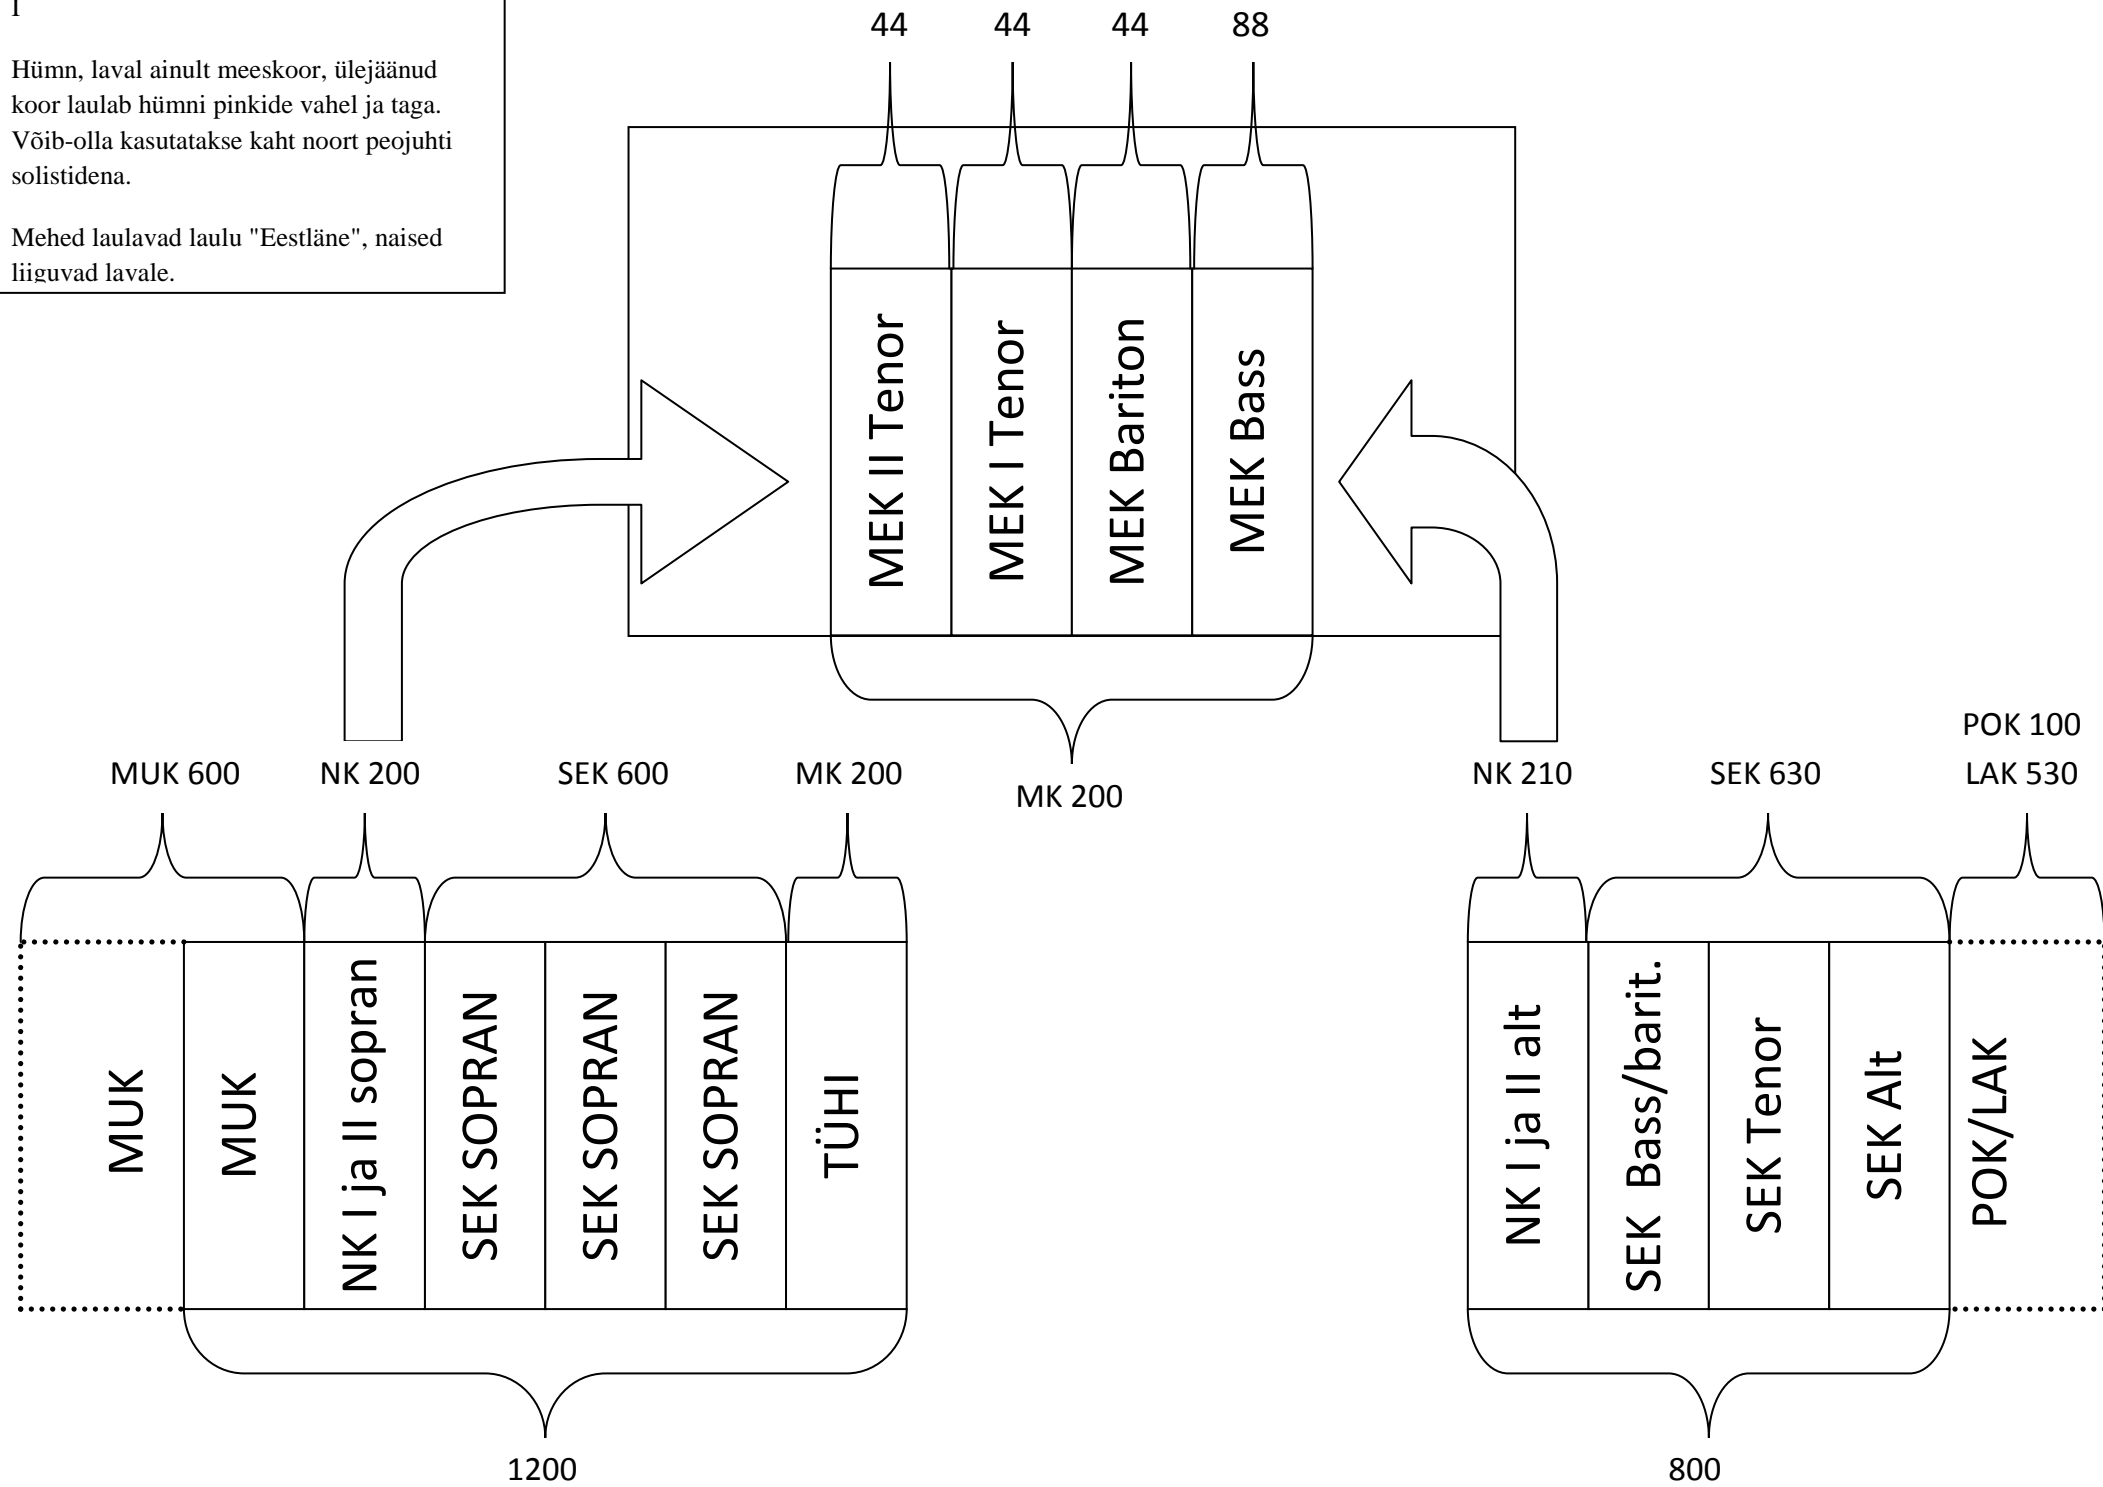 I
Hümn, laval ainult meeskoor, ülejäänud
koor laulab hümni pinkide vahel ja taga.
Võib-olla kasutatakse kaht noort peojuhti
solistidena.
Mehed laulavad laulu "Eestläne", naised
liiguvad lavale.
44
44
44
88
MEK II Tenor
MEK I Tenor
MEK Bariton
MEK Bass
MK 200
MUK 600
NK 200
SEK 600
MK 200
NK 210
SEK 630
POK 100
LAK 530
MUK
MUK
NK I ja II sopran
SEK SOPRAN
SEK SOPRAN
SEK SOPRAN
TÜHI
NK I ja II alt
SEK Bass/barit.
SEK Tenor
SEK Alt
POK/LAK
1200
800